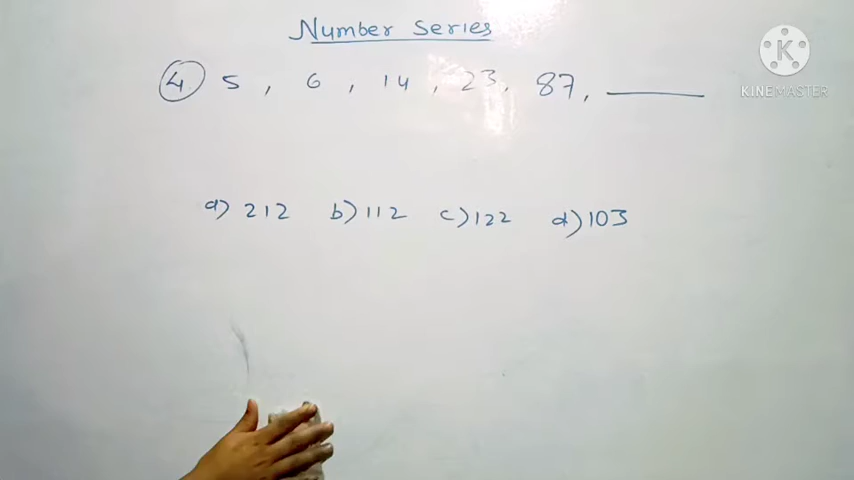 Number Series
4 5, 6, 14, 23, 87, ______
a) 212 b) 112 c) 122 d) 103
K
KINEMASTER